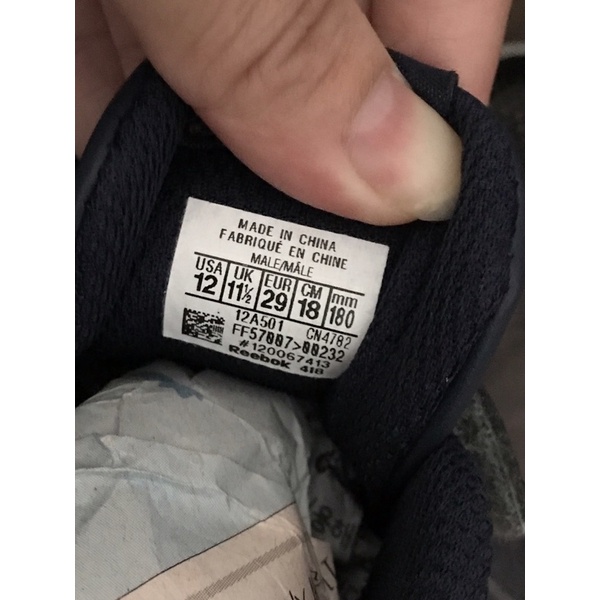 MADE IN CHINA
FABRIQUÉ EN CHINE
MALE/MÂLE
USA UK EUR CM mm
12 11½ 29 18 180
12A501 CN4782
FF57007>00232
#120067413
Reebok 418